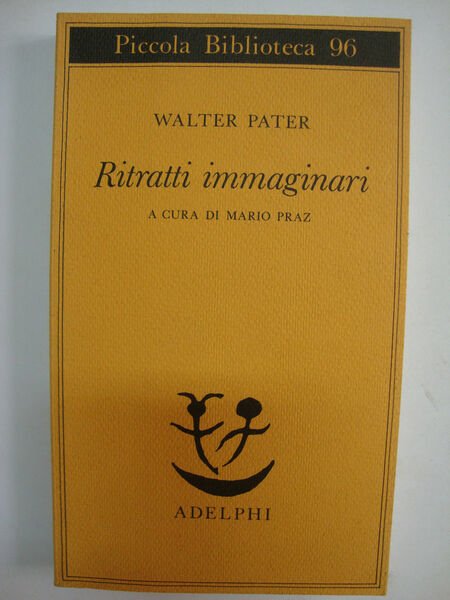 Piccola Biblioteca 96
WALTER PATER
Ritratti immaginari
A CURA DI MARIO PRAZ
ADELPHI